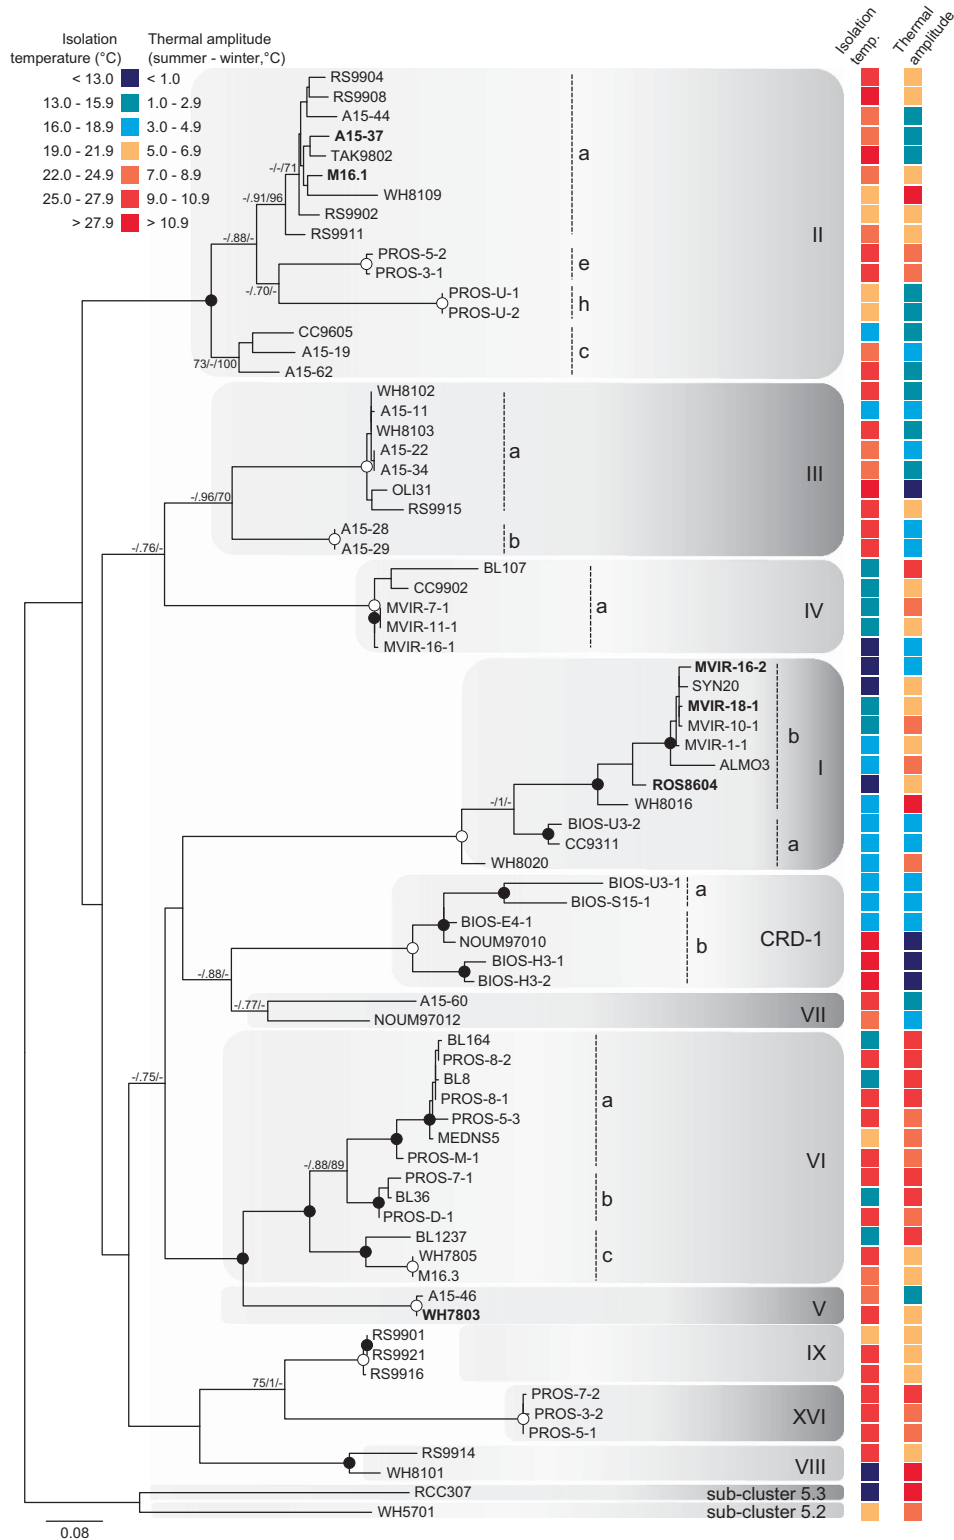 Isolation temperature (°C)
Thermal amplitude (summer - winter,°C)
< 13.0 < 1.0
13.0 - 15.9 1.0 - 2.9
16.0 - 18.9 3.0 - 4.9
19.0 - 21.9 5.0 - 6.9
22.0 - 24.9 7.0 - 8.9
25.0 - 27.9 9.0 - 10.9
> 27.9 > 10.9
Isolation temp.
Thermal amplitude
RS9904
RS9908
A15-44
A15-37
TAK9802
M16.1
WH8109
RS9902
RS9911
a
-/-/71
-/.91/96
-/.88/-
II
PROS-5-2
PROS-3-1
e
-/.70/-
PROS-U-1
PROS-U-2
h
CC9605
A15-19
A15-62
c
73/-/100
WH8102
A15-11
WH8103
A15-22
A15-34
OLI31
RS9915
a
III
-/.96/70
A15-28
A15-29
b
-/.76/-
BL107
CC9902
MVIR-7-1
MVIR-11-1
MVIR-16-1
a
IV
MVIR-16-2
SYN20
MVIR-18-1
MVIR-10-1
MVIR-1-1
ALMO3
ROS8604
WH8016
b
I
-/1/-
BIOS-U3-2
CC9311
WH8020
a
BIOS-U3-1
BIOS-S15-1
a
BIOS-E4-1
NOUM97010
BIOS-H3-1
BIOS-H3-2
b
CRD-1
-/.88/-
-/.77/-
A15-60
NOUM97012
VII
BL164
PROS-8-2
BL8
PROS-8-1
PROS-5-3
MEDNS5
PROS-M-1
a
-/.75/-
-/.88/89
VI
PROS-7-1
BL36
PROS-D-1
b
BL1237
WH7805
M16.3
c
A15-46
WH7803
V
RS9901
RS9921
RS9916
IX
75/1/-
PROS-7-2
PROS-3-2
PROS-5-1
XVI
RS9914
WH8101
VIII
RCC307
sub-cluster 5.3
WH5701
sub-cluster 5.2
0.08